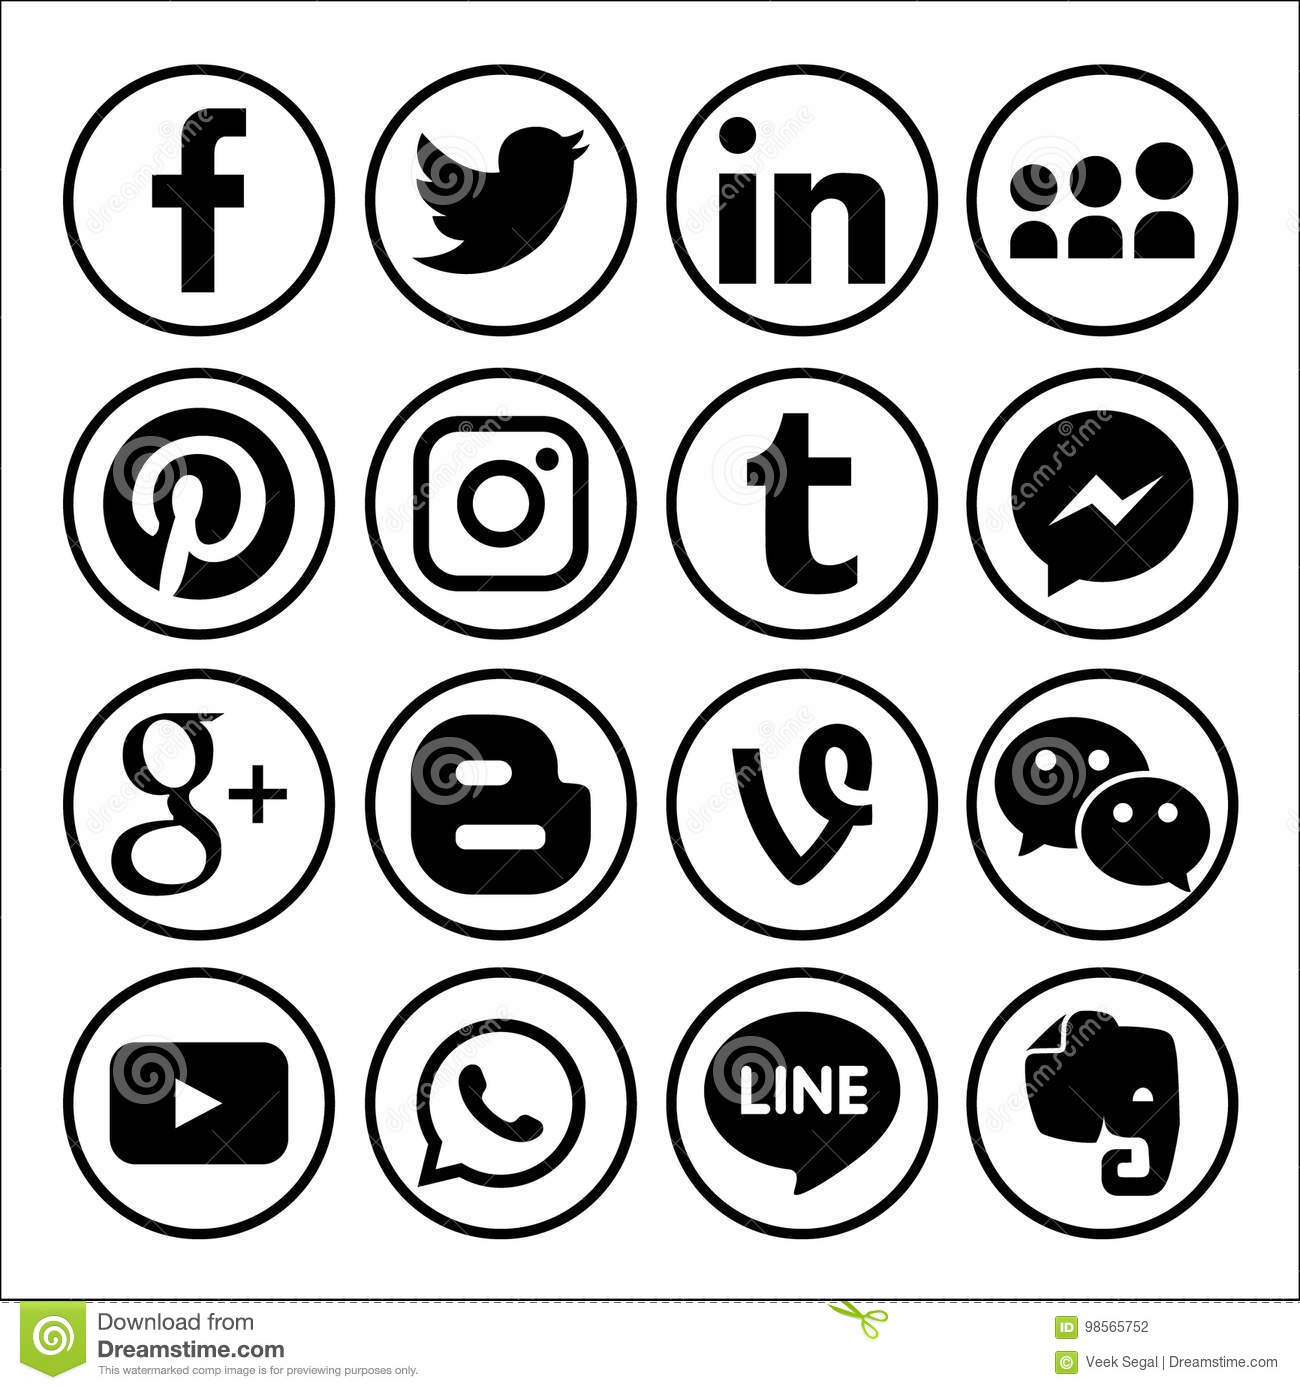 f
in
t
g+
LINE
Download from
Dreamstime.com
This watermarked comp image is for previewing purposes only.
ID 98565752
© Veek Segal | Dreamstime.com